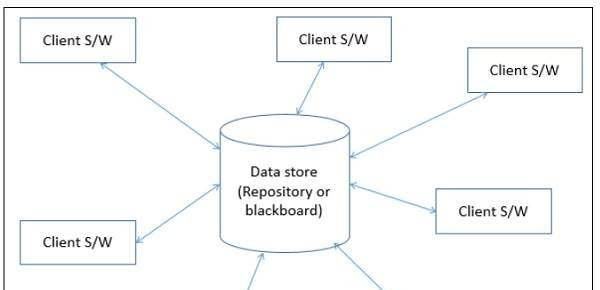 Client S/W
Client S/W
Client S/W
Data store
(Repository or
blackboard)
Client S/W
Client S/W